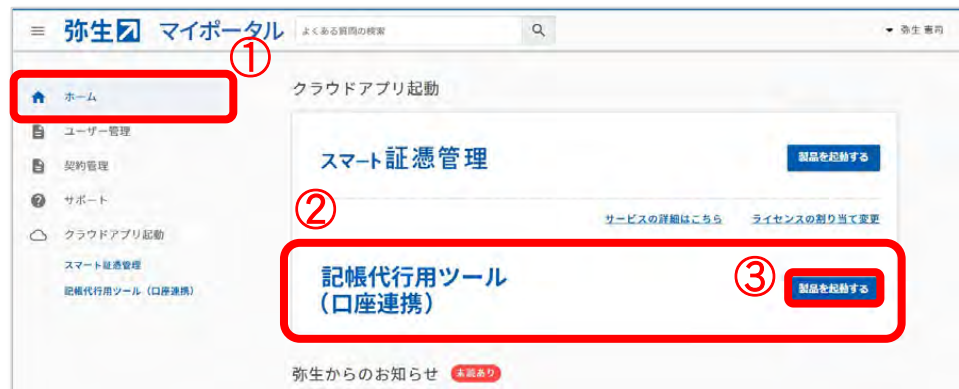 弥生 マイポータル
よくある質問の検索
弥生 憲司
①
ホーム
ユーザー管理
契約管理
サポート
クラウドアプリ起動
スマート証憑管理
記帳代行用ツール（口座連携）
クラウドアプリ起動
スマート証憑管理
製品を起動する
サービスの詳細はこちら
ライセンスの割り当て変更
②
記帳代行用ツール
（口座連携）
③
製品を起動する
弥生からのお知らせ 未読あり